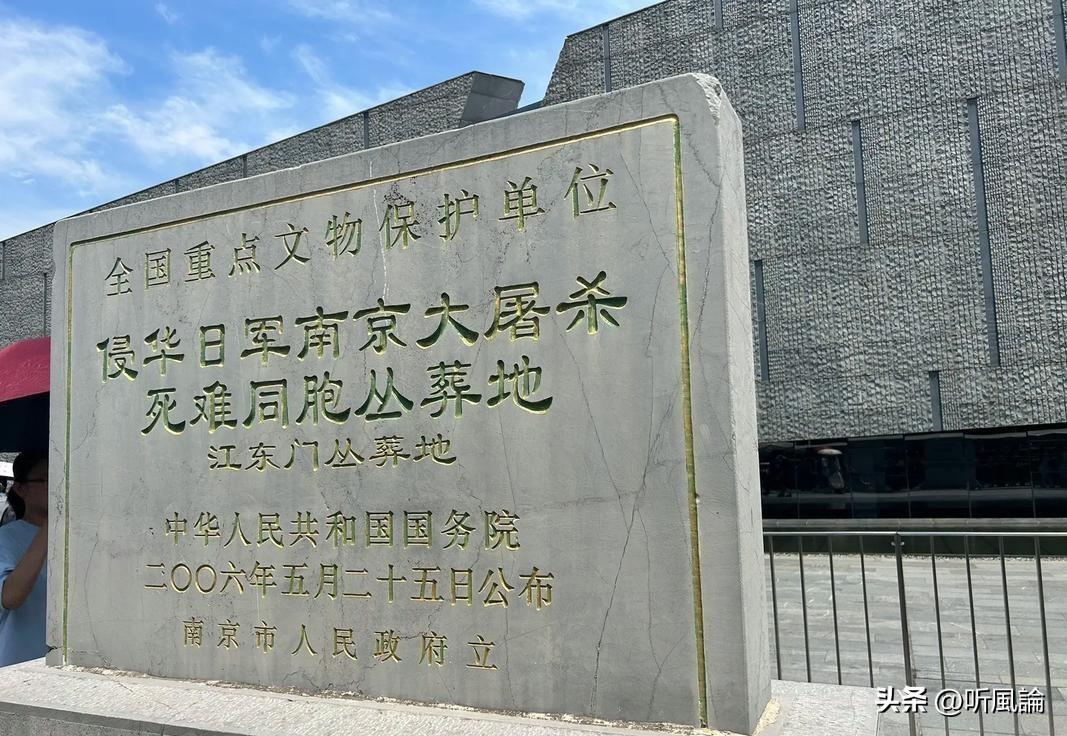 全国重点文物保护单位
侵华日军南京大屠杀
死难同胞丛葬地
江东门丛葬地
中华人民共和国国务院
二〇〇六年五月二十五日公布
南京市人民政府立
头条 @听風論